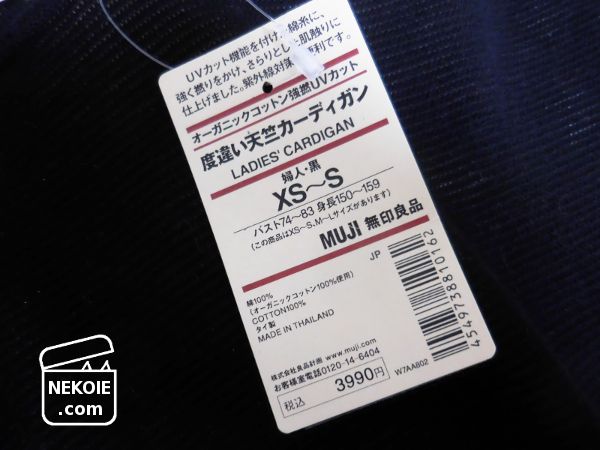 UVカット機能を付けた綿糸に、
強く撚りをかけ、さらりとした肌触りに
仕上げました。紫外線対策に便利です。
オーガニックコットン強撚UVカット
度違い天竺カーディガン
LADIES' CARDIGAN
婦人・黒
XS〜S
バスト74〜83 身長150〜159
(この商品はXS〜S、M〜Lサイズがあります)
MUJI 無印良品
JP
綿100%
(オーガニックコットン100%使用)
COTTON100%
タイ製
MADE IN THAILAND
4549738810162
株式会社良品計画 www.muji.com
お客様室電話0120-14-6404
W7AA802
税込 3990円
NEKOIE
.com